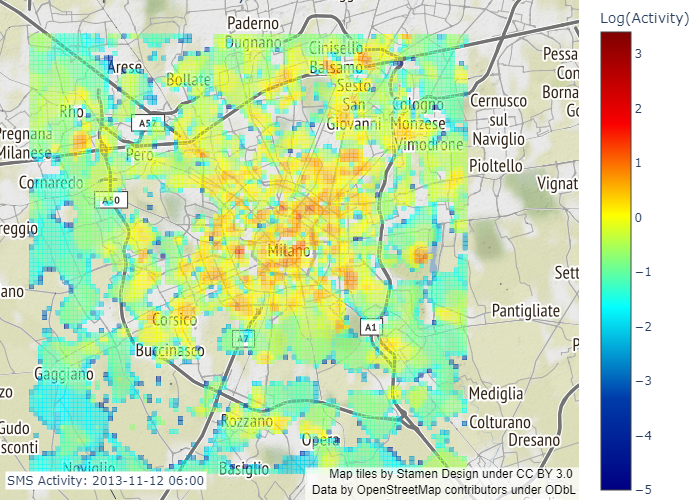 Paderno
Dugnano
Cinisello
Balsamo
Arese
Bollate
Sesto
San
Giovanni
Rho
A52
Cologno
Monzese
Cernusco
sul
Naviglio
Pessa
Con
Borna
Go
Pregnana
Milanese
Pero
Vimodrone
Pioltello
Cornaredo
A50
Vignat
reggio
Milano
Sett
ano
Corsico
Pantigliate
A7
A1
Buccinasco
P
Gaggiano
zo
Mediglia
Rozzano
Colturano
Gudo
sconti
Opera
Dresano
Noviglio
Basiglio
SMS Activity: 2013-11-12 06:00
Map tiles by Stamen Design under CC BY 3.0
Data by OpenStreetMap contributors under ODbL
Log(Activity)
3
2
1
0
−1
−2
−3
−4
−5